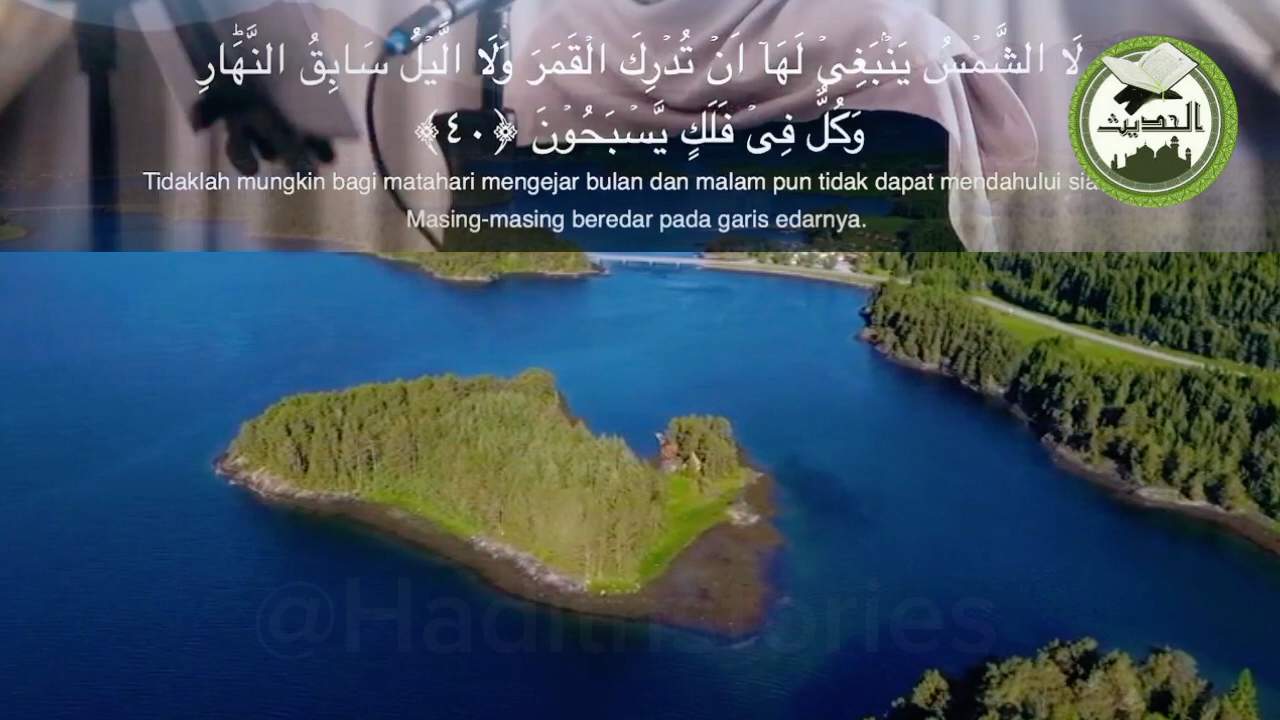 لَا الشَّمۡسُ يَنۡۢبَغِىۡ لَهَاۤ اَنۡ تُدۡرِكَ الۡقَمَرَ وَلَا الَّيۡلُ سَابِقُ النَّهَارِ‌ؕ
وَكُلٌّ فِىۡ فَلَكٍ يَّسۡبَحُوۡنَ ﴿٤٠﴾
الحديث
Tidaklah mungkin bagi matahari mengejar bulan dan malam pun tidak dapat mendahului
Masing-masing beredar pada garis edarnya.
@Hadithstories